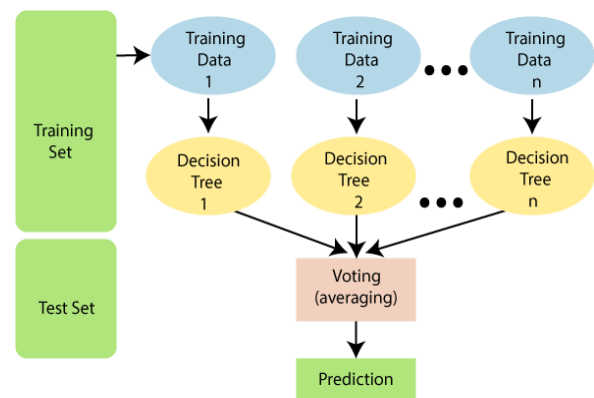 Training
Set
Training
Data
1
Training
Data
2
Training
Data
n
Decision
Tree
1
Decision
Tree
2
Decision
Tree
n
Test Set
Voting
(averaging)
Prediction